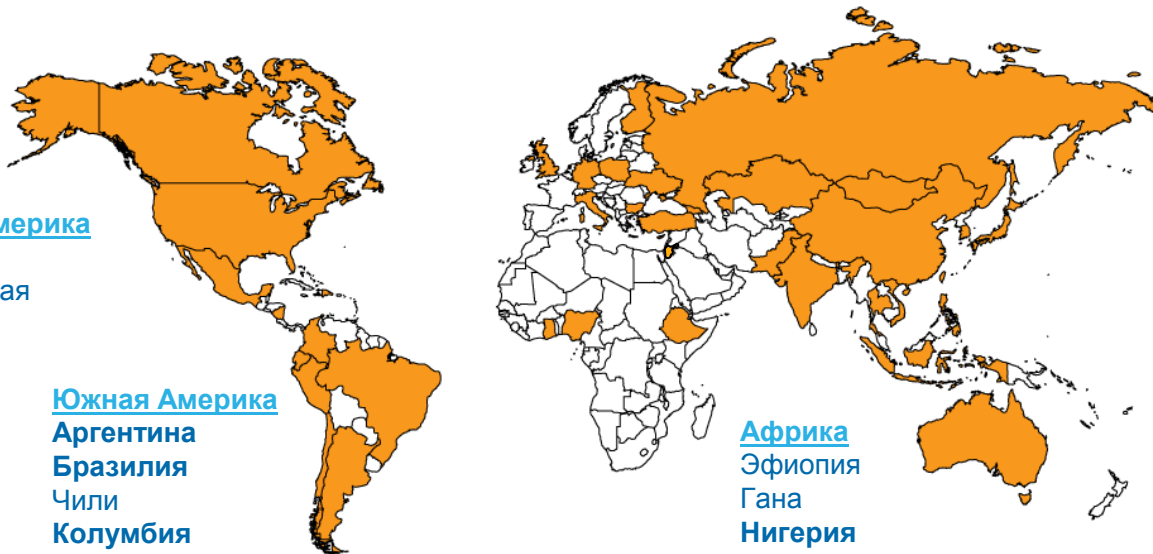 мерика
ая
Южная Америка
Аргентина
Бразилия
Чили
Колумбия
Африка
Эфиопия
Гана
Нигерия